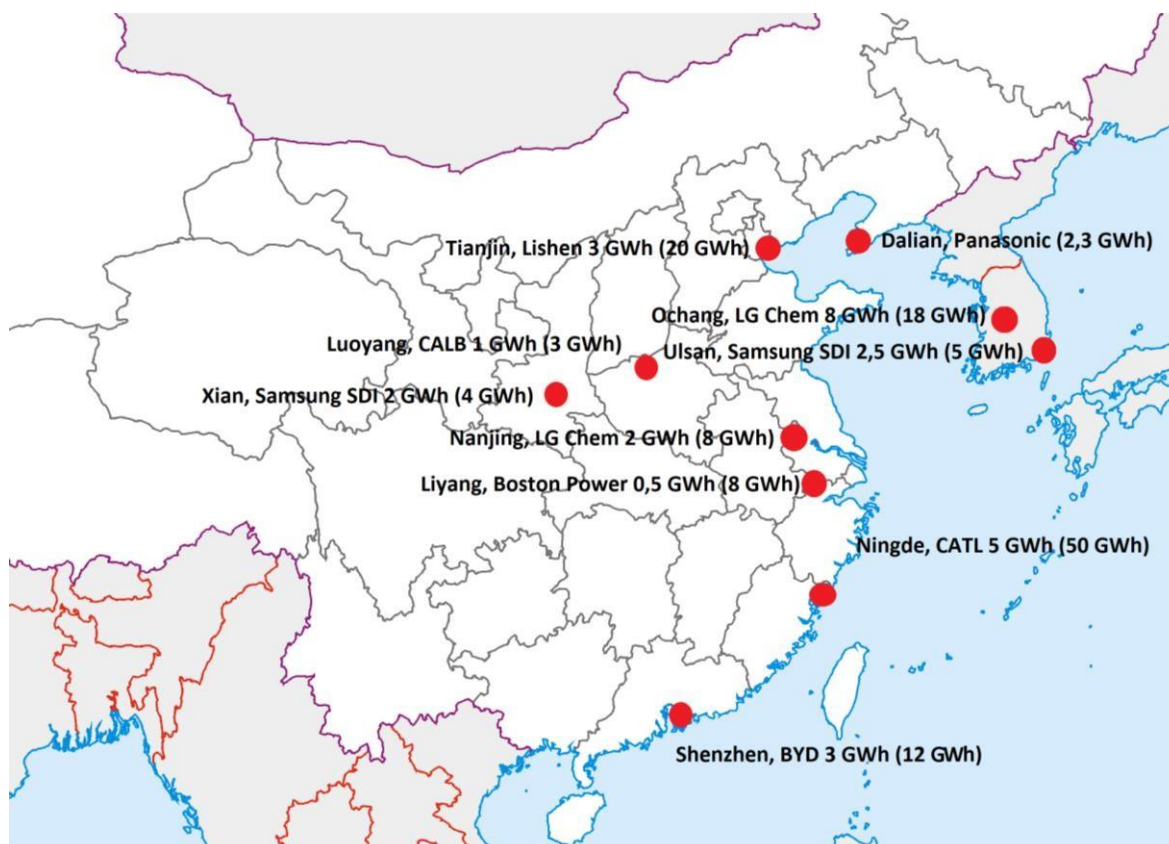 Tianjin, Lishen 3 GWh (20 GWh)
Dalian, Panasonic (2,3 GWh)
Ochang, LG Chem 8 GWh (18 GWh)
Luoyang, CALB 1 GWh (3 GWh)
Ulsan, Samsung SDI 2,5 GWh (5 GWh)
Xian, Samsung SDI 2 GWh (4 GWh)
Nanjing, LG Chem 2 GWh (8 GWh)
Liyang, Boston Power 0,5 GWh (8 GWh)
Ningde, CATL 5 GWh (50 GWh)
Shenzhen, BYD 3 GWh (12 GWh)